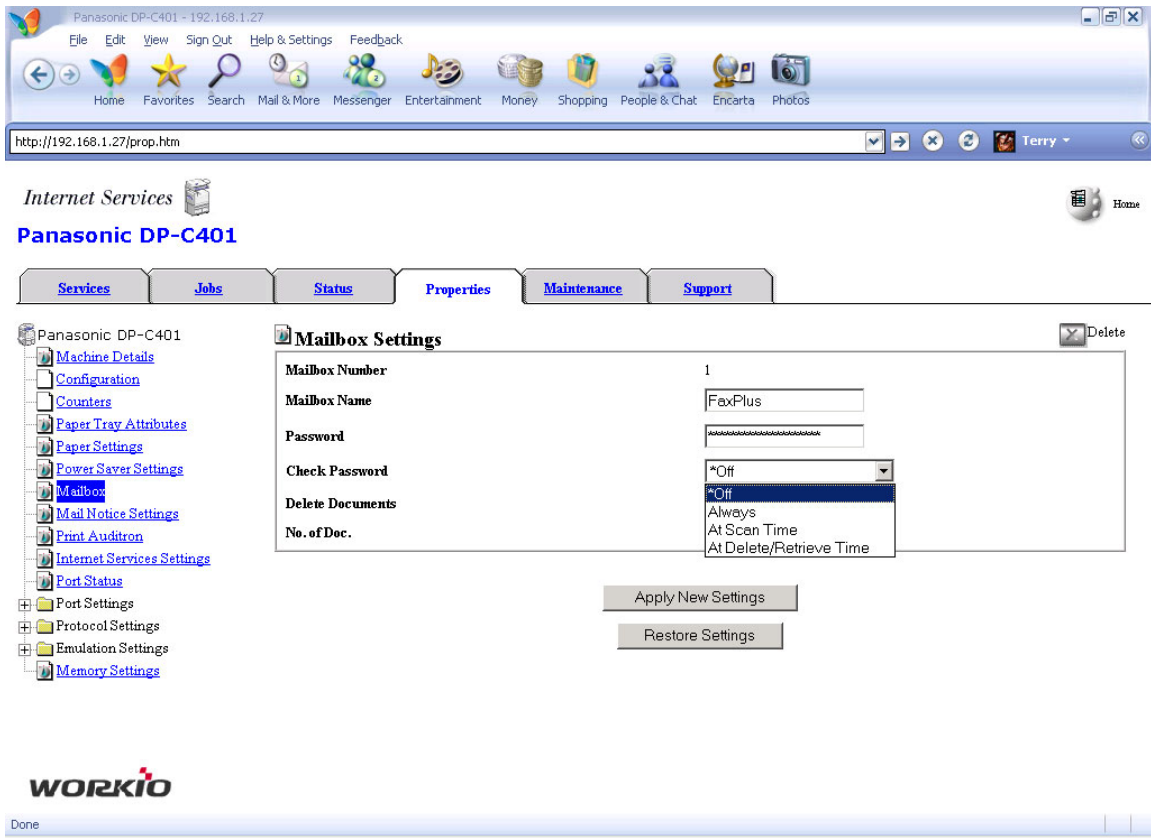 Panasonic DP-C401 - 192.168.1.27
File Edit View Sign Out Help & Settings Feedback
Home Favorites Search Mail & More Messenger Entertainment Money Shopping People & Chat Encarta Photos
http://192.168.1.27/prop.htm Terry
Internet Services
Home
Panasonic DP-C401
Services Jobs Status Properties Maintenance Support
Panasonic DP-C401
Machine Details
Configuration
Counters
Paper Tray Attributes
Paper Settings
Power Saver Settings
Mailbox
Mail Notice Settings
Print Auditron
Internet Services Settings
Port Status
Port Settings
Protocol Settings
Emulation Settings
Memory Settings
Mailbox Settings Delete
Mailbox Number 1
Mailbox Name FaxPlus
Password ********************
Check Password *Off
*Off
Always
At Scan Time
At Delete/Retrieve Time
Delete Documents
No. of Doc.
Apply New Settings
Restore Settings
WORKiO
Done